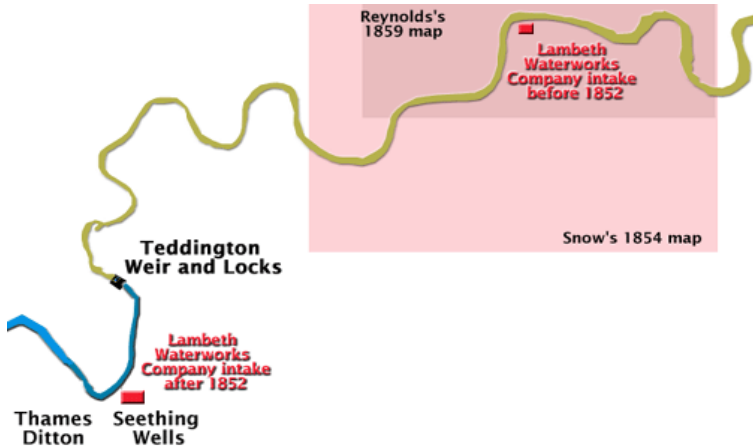 Reynolds's
1859 map
Lambeth
Waterworks
Company intake
before 1852
Snow's 1854 map
Teddington
Weir and Locks
Lambeth
Waterworks
Company intake
after 1852
Thames
Ditton
Seething
Wells